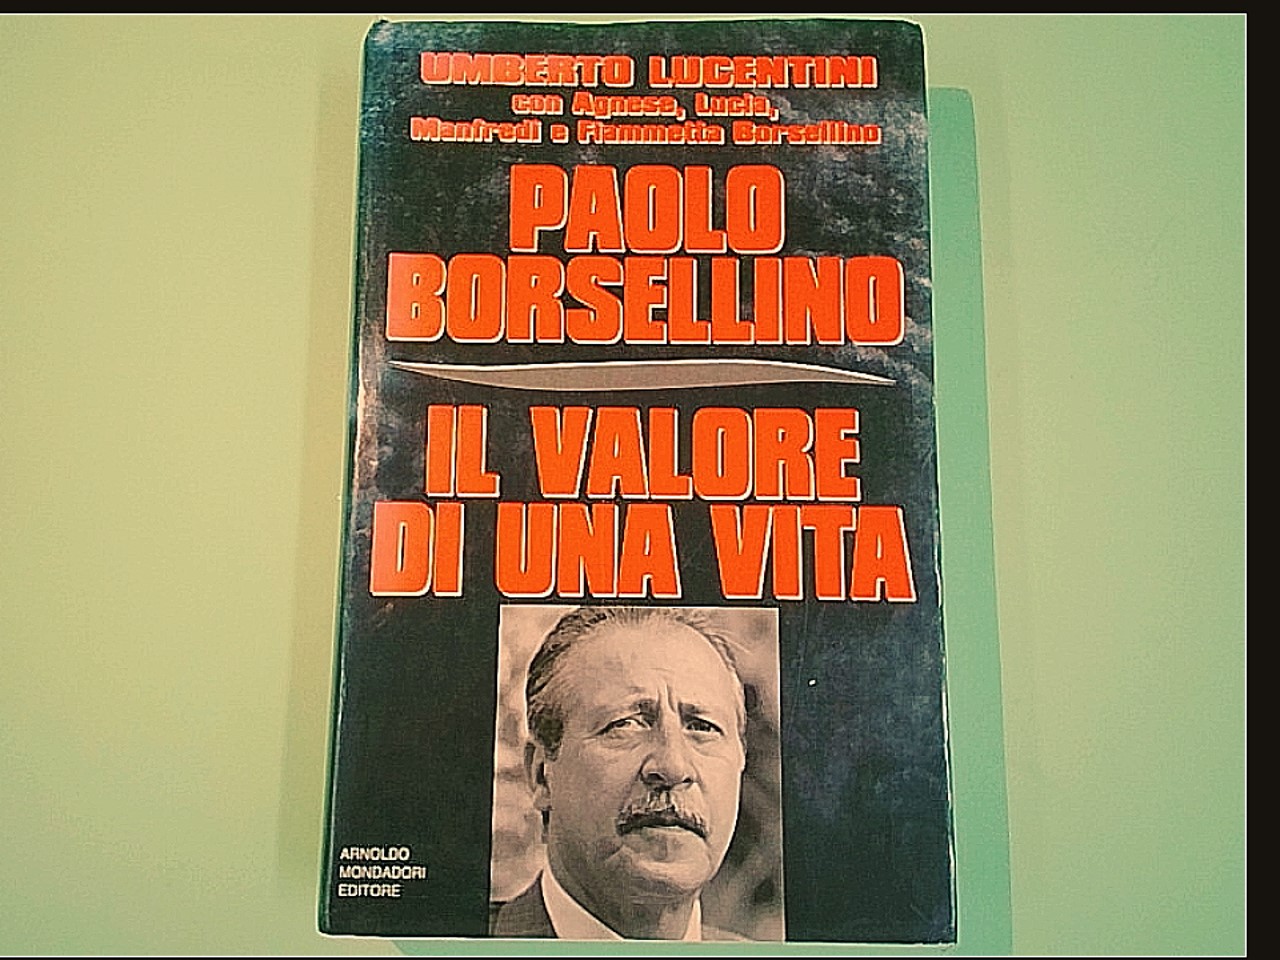 UMBERTO LUCENTINI
con Agnese, Lucia,
Manfredi e Fiammetta Borsellino
PAOLO
BORSELLINO
IL VALORE
DI UNA VITA
ARNOLDO
MONDADORI
EDITORE